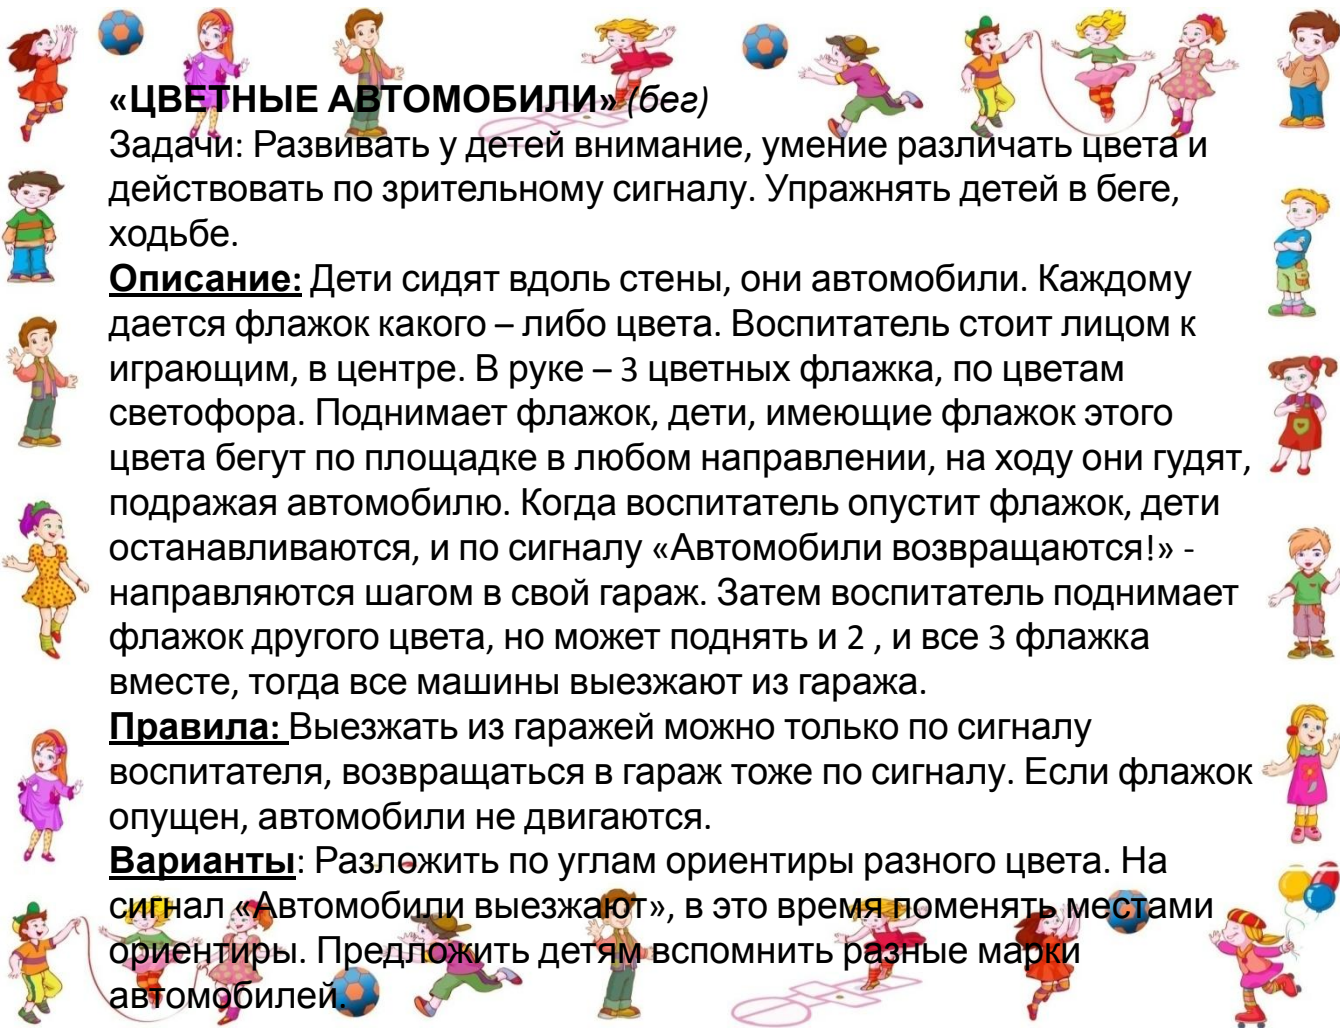 «ЦВЕТНЫЕ АВТОМОБИЛИ» (бег)
Задачи: Развивать у детей внимание, умение различать цвета и
действовать по зрительному сигналу. Упражнять детей в беге,
ходьбе.
Описание: Дети сидят вдоль стены, они автомобили. Каждому
дается флажок какого – либо цвета. Воспитатель стоит лицом к
играющим, в центре. В руке – 3 цветных флажка, по цветам
светофора. Поднимает флажок, дети, имеющие флажок этого
цвета бегут по площадке в любом направлении, на ходу они гудят,
подражая автомобилю. Когда воспитатель опустит флажок, дети
останавливаются, и по сигналу «Автомобили возвращаются!» -
направляются шагом в свой гараж. Затем воспитатель поднимает
флажок другого цвета, но может поднять и 2 , и все 3 флажка
вместе, тогда все машины выезжают из гаража.
Правила: Выезжать из гаражей можно только по сигналу
воспитателя, возвращаться в гараж тоже по сигналу. Если флажок
опущен, автомобили не двигаются.
Варианты: Разложить по углам ориентиры разного цвета. На
сигнал «Автомобили выезжают», в это время поменять местами
ориентиры. Предложить детям вспомнить разные марки
автомобилей.